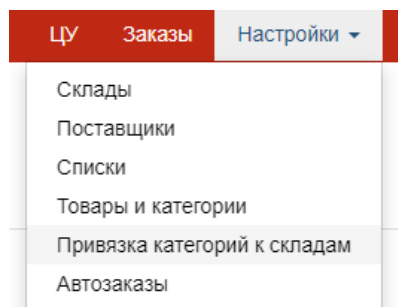 ЦУ Заказы Настройки
Склады
Поставщики
Списки
Товары и категории
Привязка категорий к складам
Автозаказы